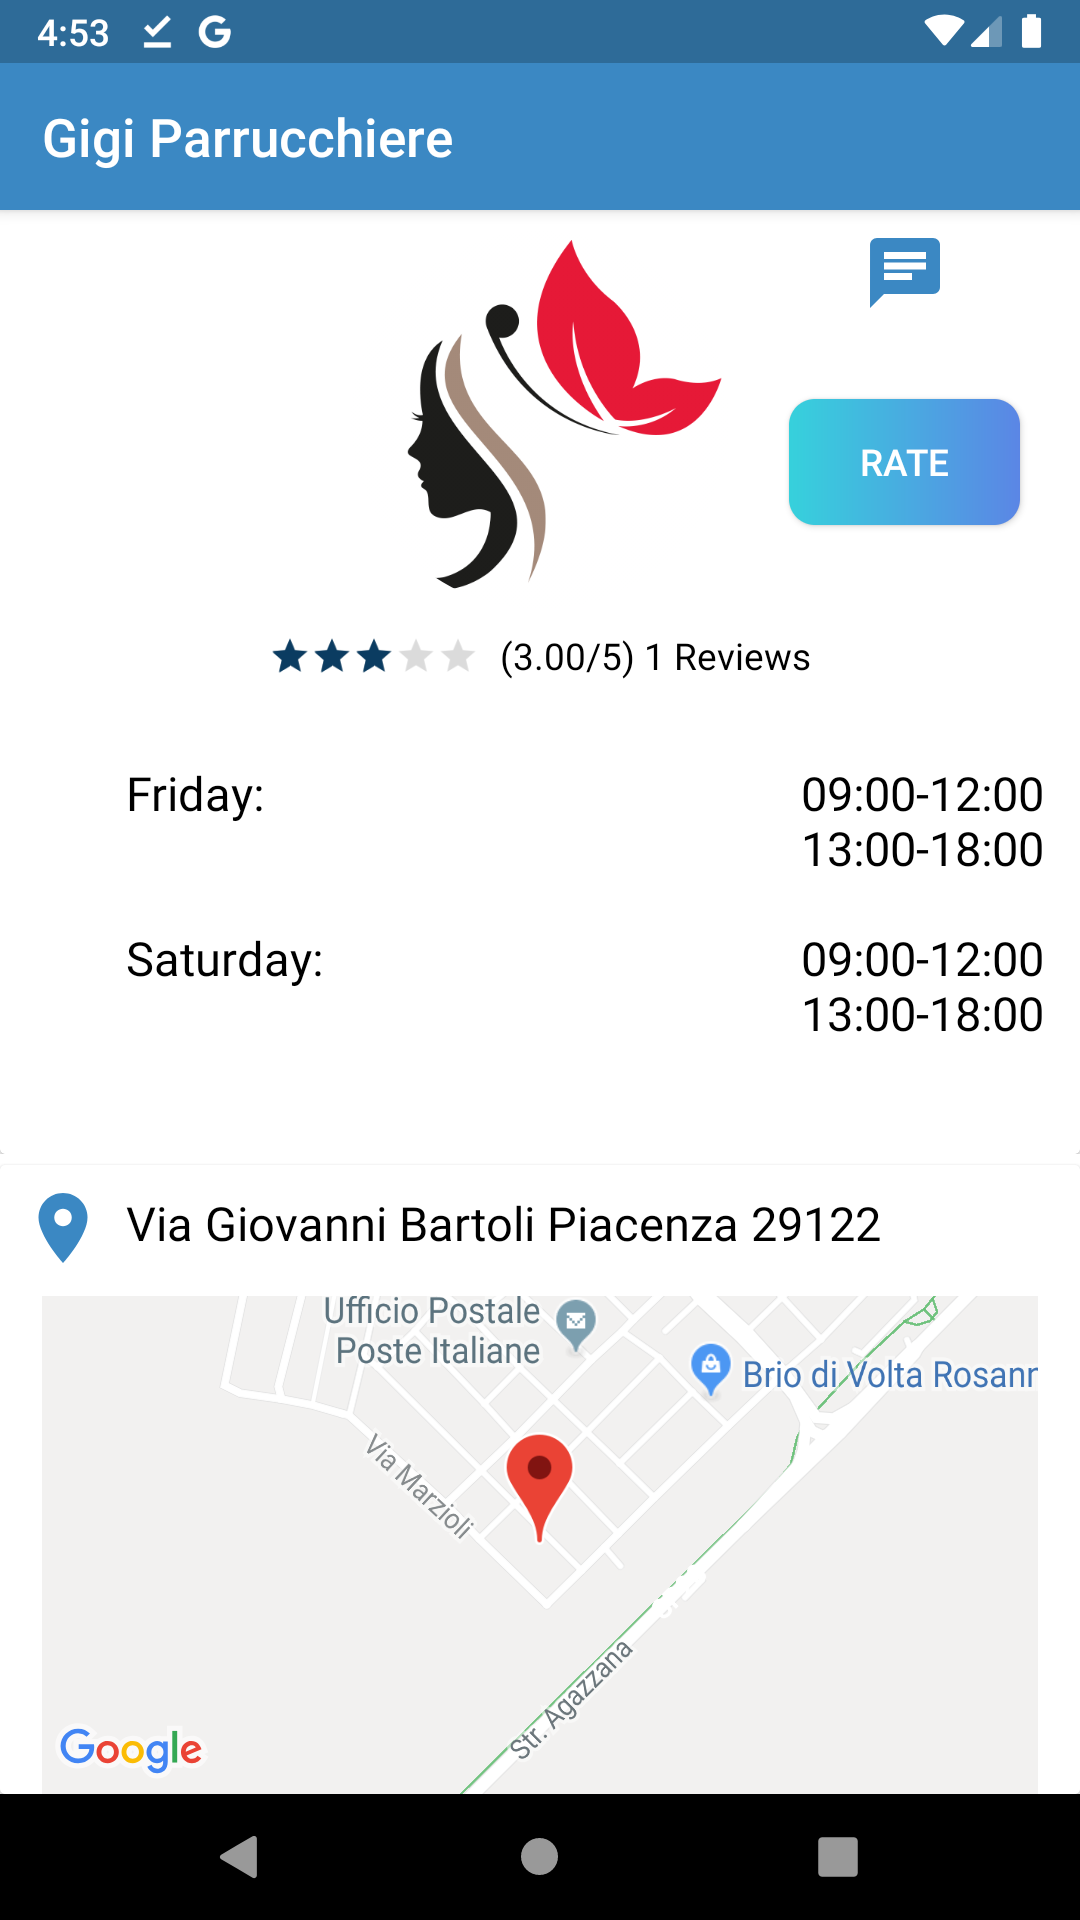 4:53
Gigi Parrucchiere
RATE
(3.00/5) 1 Reviews
Friday:
09:00-12:00
13:00-18:00
Saturday:
09:00-12:00
13:00-18:00
Via Giovanni Bartoli Piacenza 29122
Ufficio Postale
Poste Italiane
Brio di Volta Rosann
Via Marzioli
Str. Agazzana
Google